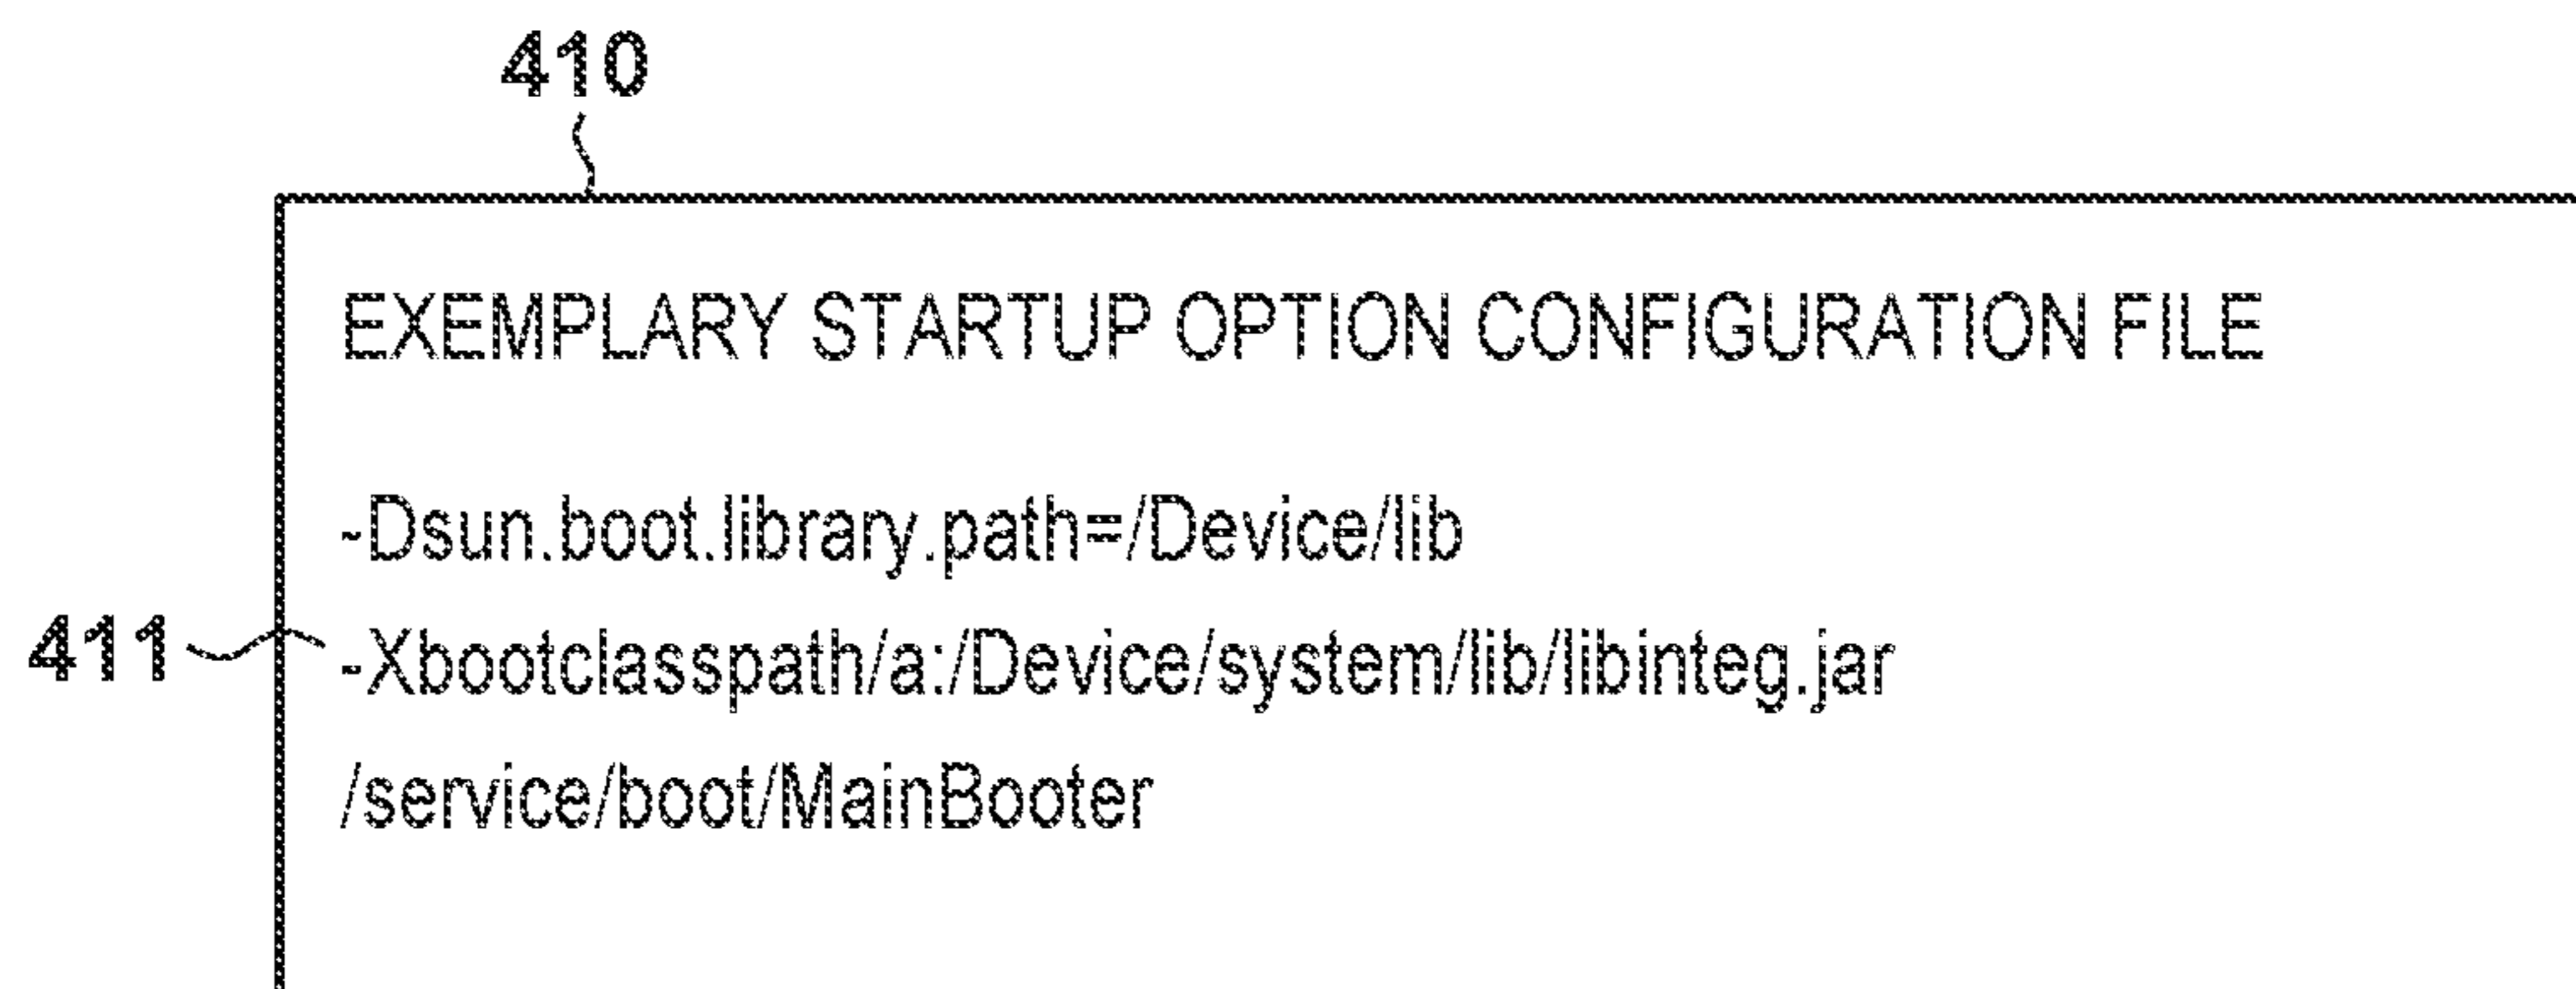 410
EXEMPLARY STARTUP OPTION CONFIGURATION FILE
-Dsun.boot.library.path=/Device/lib
411
-Xbootclasspath/a:/Device/system/lib/libinteg.jar
/service/boot/MainBooter